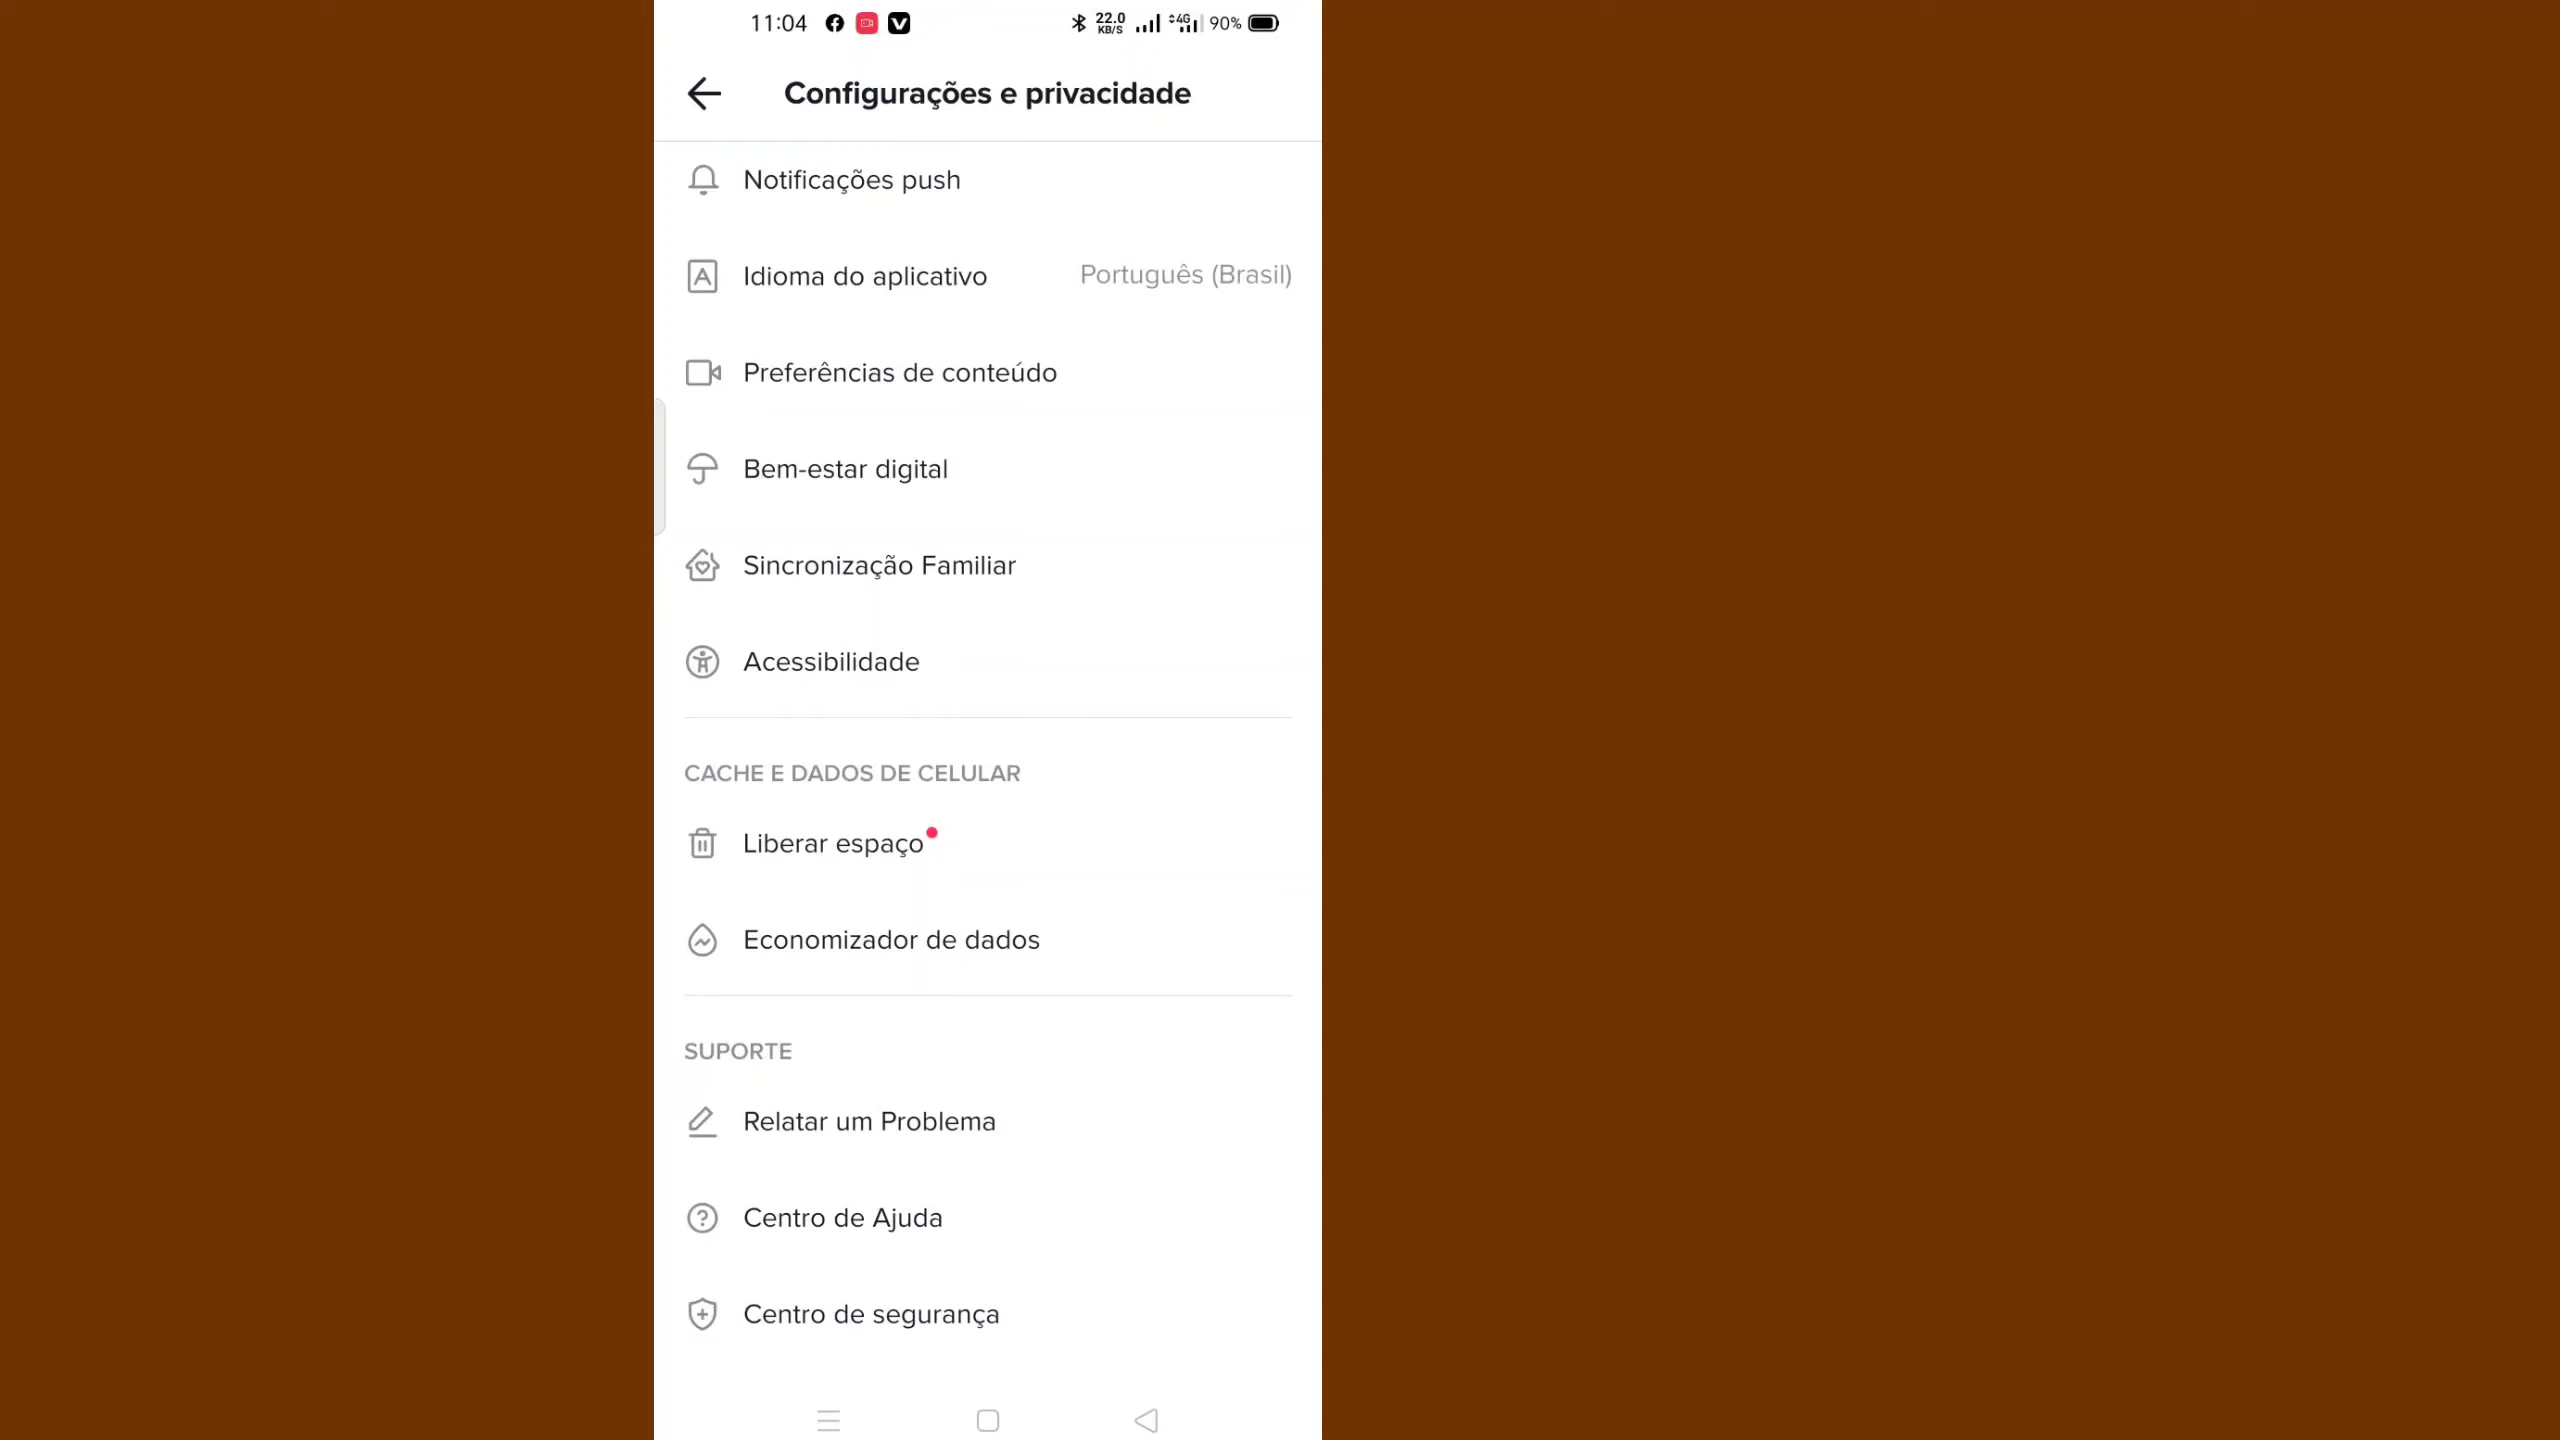 11:04 22.0 KB/S 4G 90%
Configurações e privacidade
Notificações push
Idioma do aplicativo Português (Brasil)
Preferências de conteúdo
Bem-estar digital
Sincronização Familiar
Acessibilidade
CACHE E DADOS DE CELULAR
Liberar espaço
Economizador de dados
SUPORTE
Relatar um Problema
Centro de Ajuda
Centro de segurança